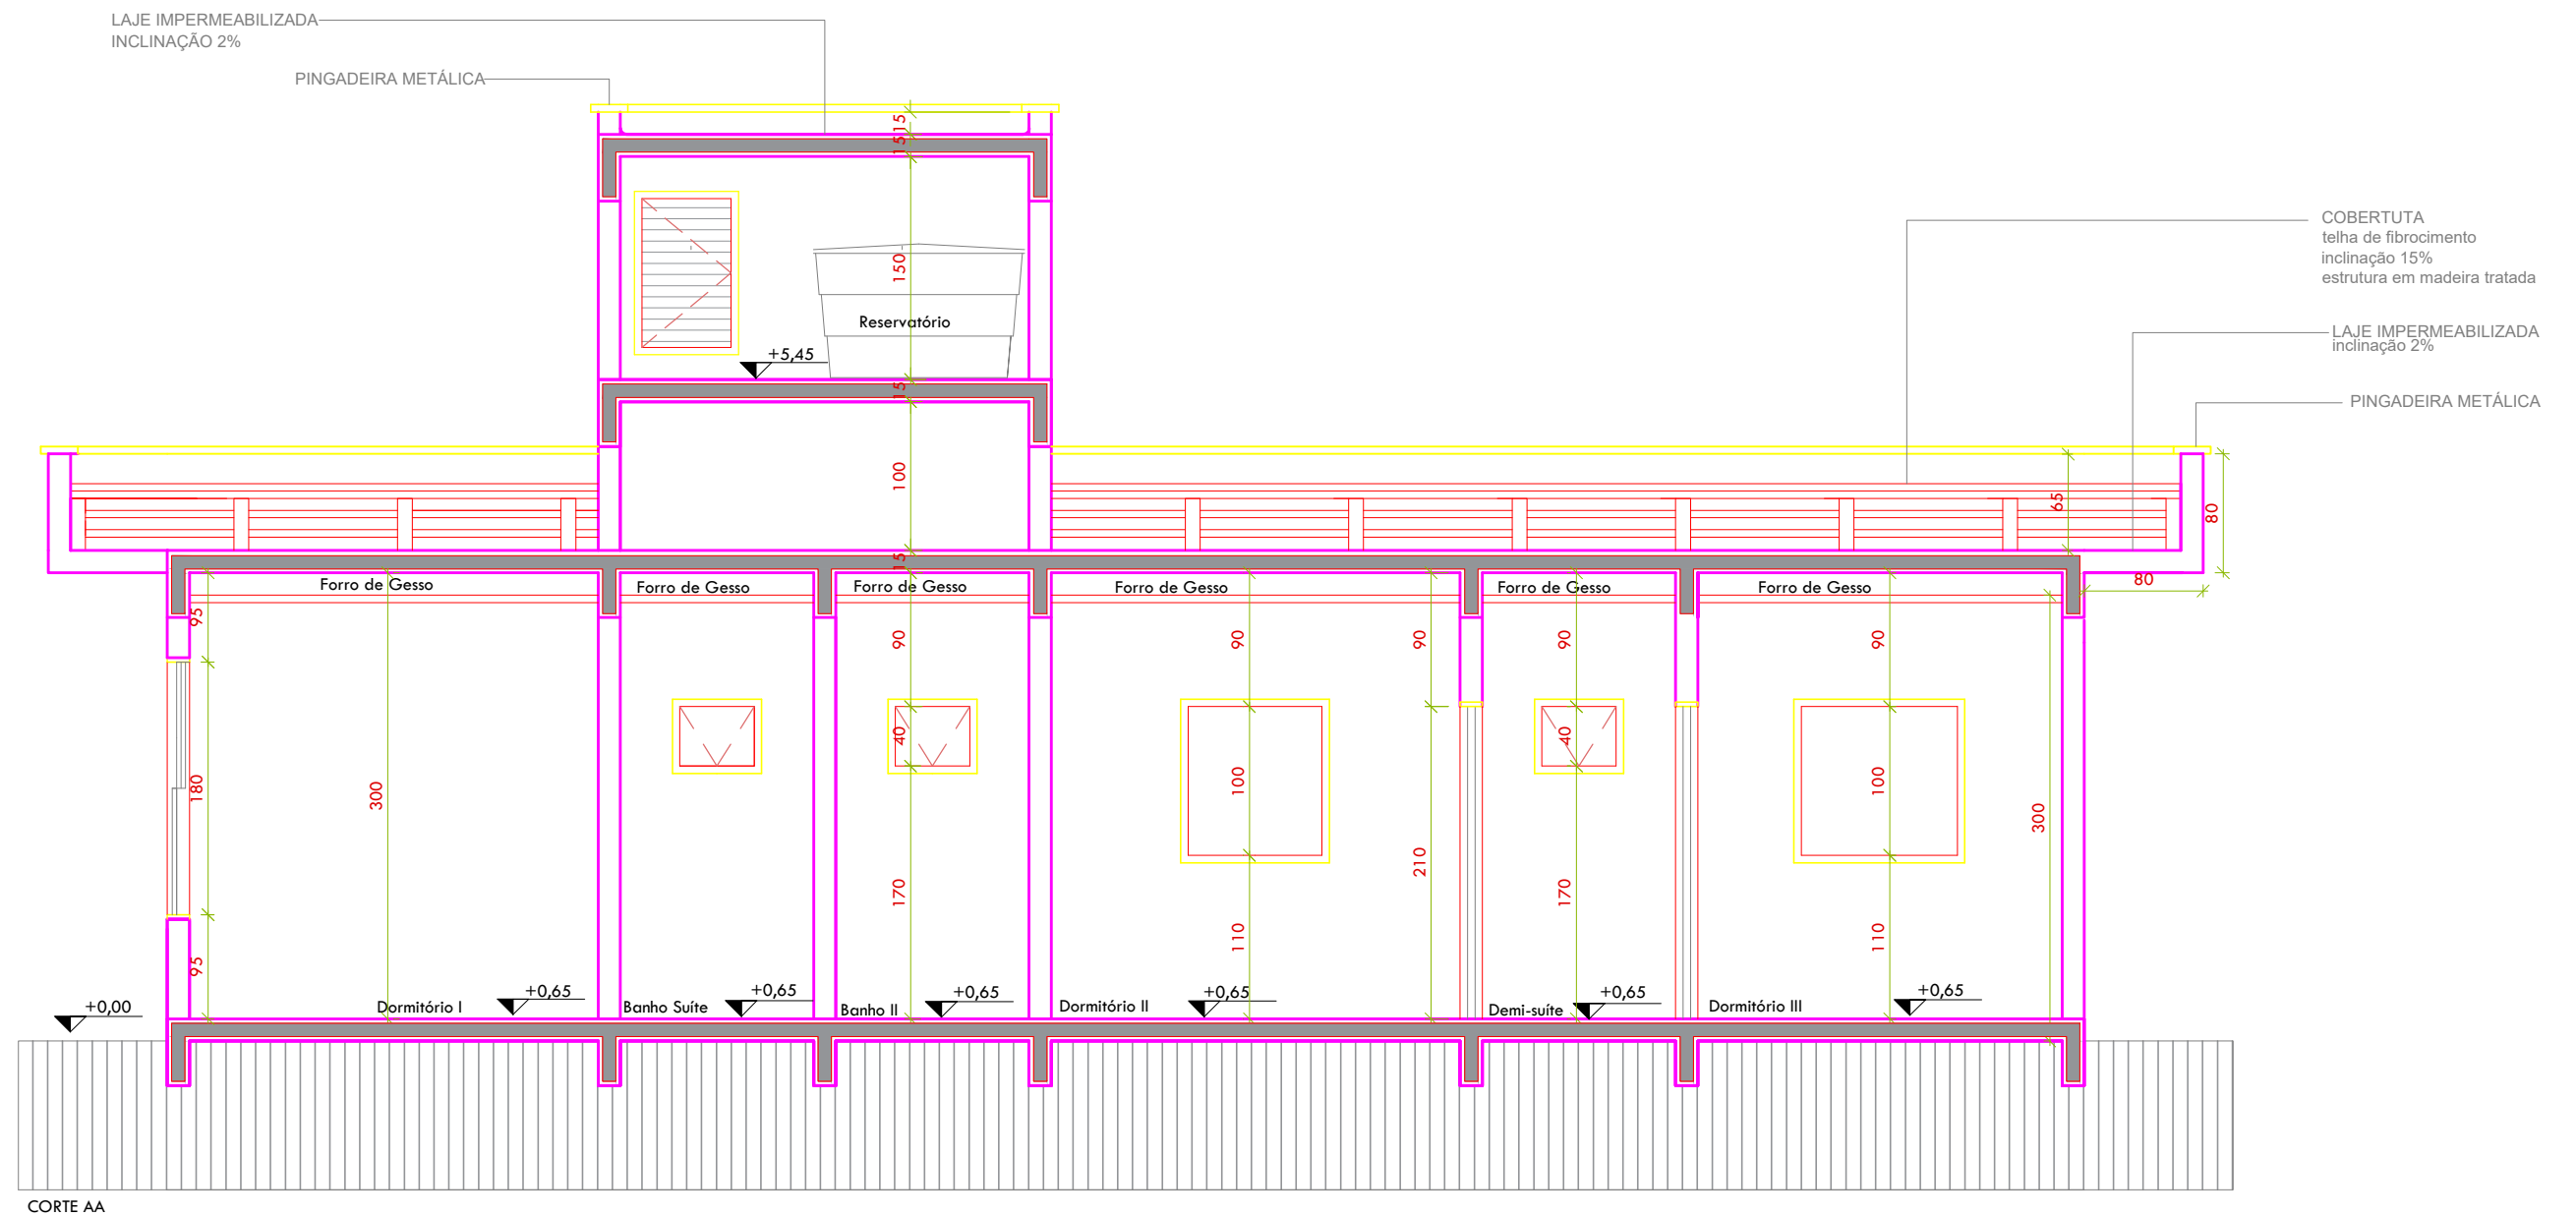 LAJE IMPERMEABILIZADA
INCLINAÇÃO 2%
PINGADEIRA METÁLICA
15
15
150
Reservatório
+5,45
15
100
15
COBERTUTA
telha de fibrocimento
inclinação 15%
estrutura em madeira tratada
LAJE IMPERMEABILIZADA
inclinação 2%
PINGADEIRA METÁLICA
65
80
80
Forro de Gesso
Forro de Gesso
Forro de Gesso
Forro de Gesso
Forro de Gesso
Forro de Gesso
95
180
95
300
90
40
170
90
100
110
90
210
90
40
170
90
100
110
300
+0,00
Dormitório I
+0,65
Banho Suíte
+0,65
Banho II
+0,65
Dormitório II
+0,65
Demi-suíte
+0,65
Dormitório III
+0,65
CORTE AA